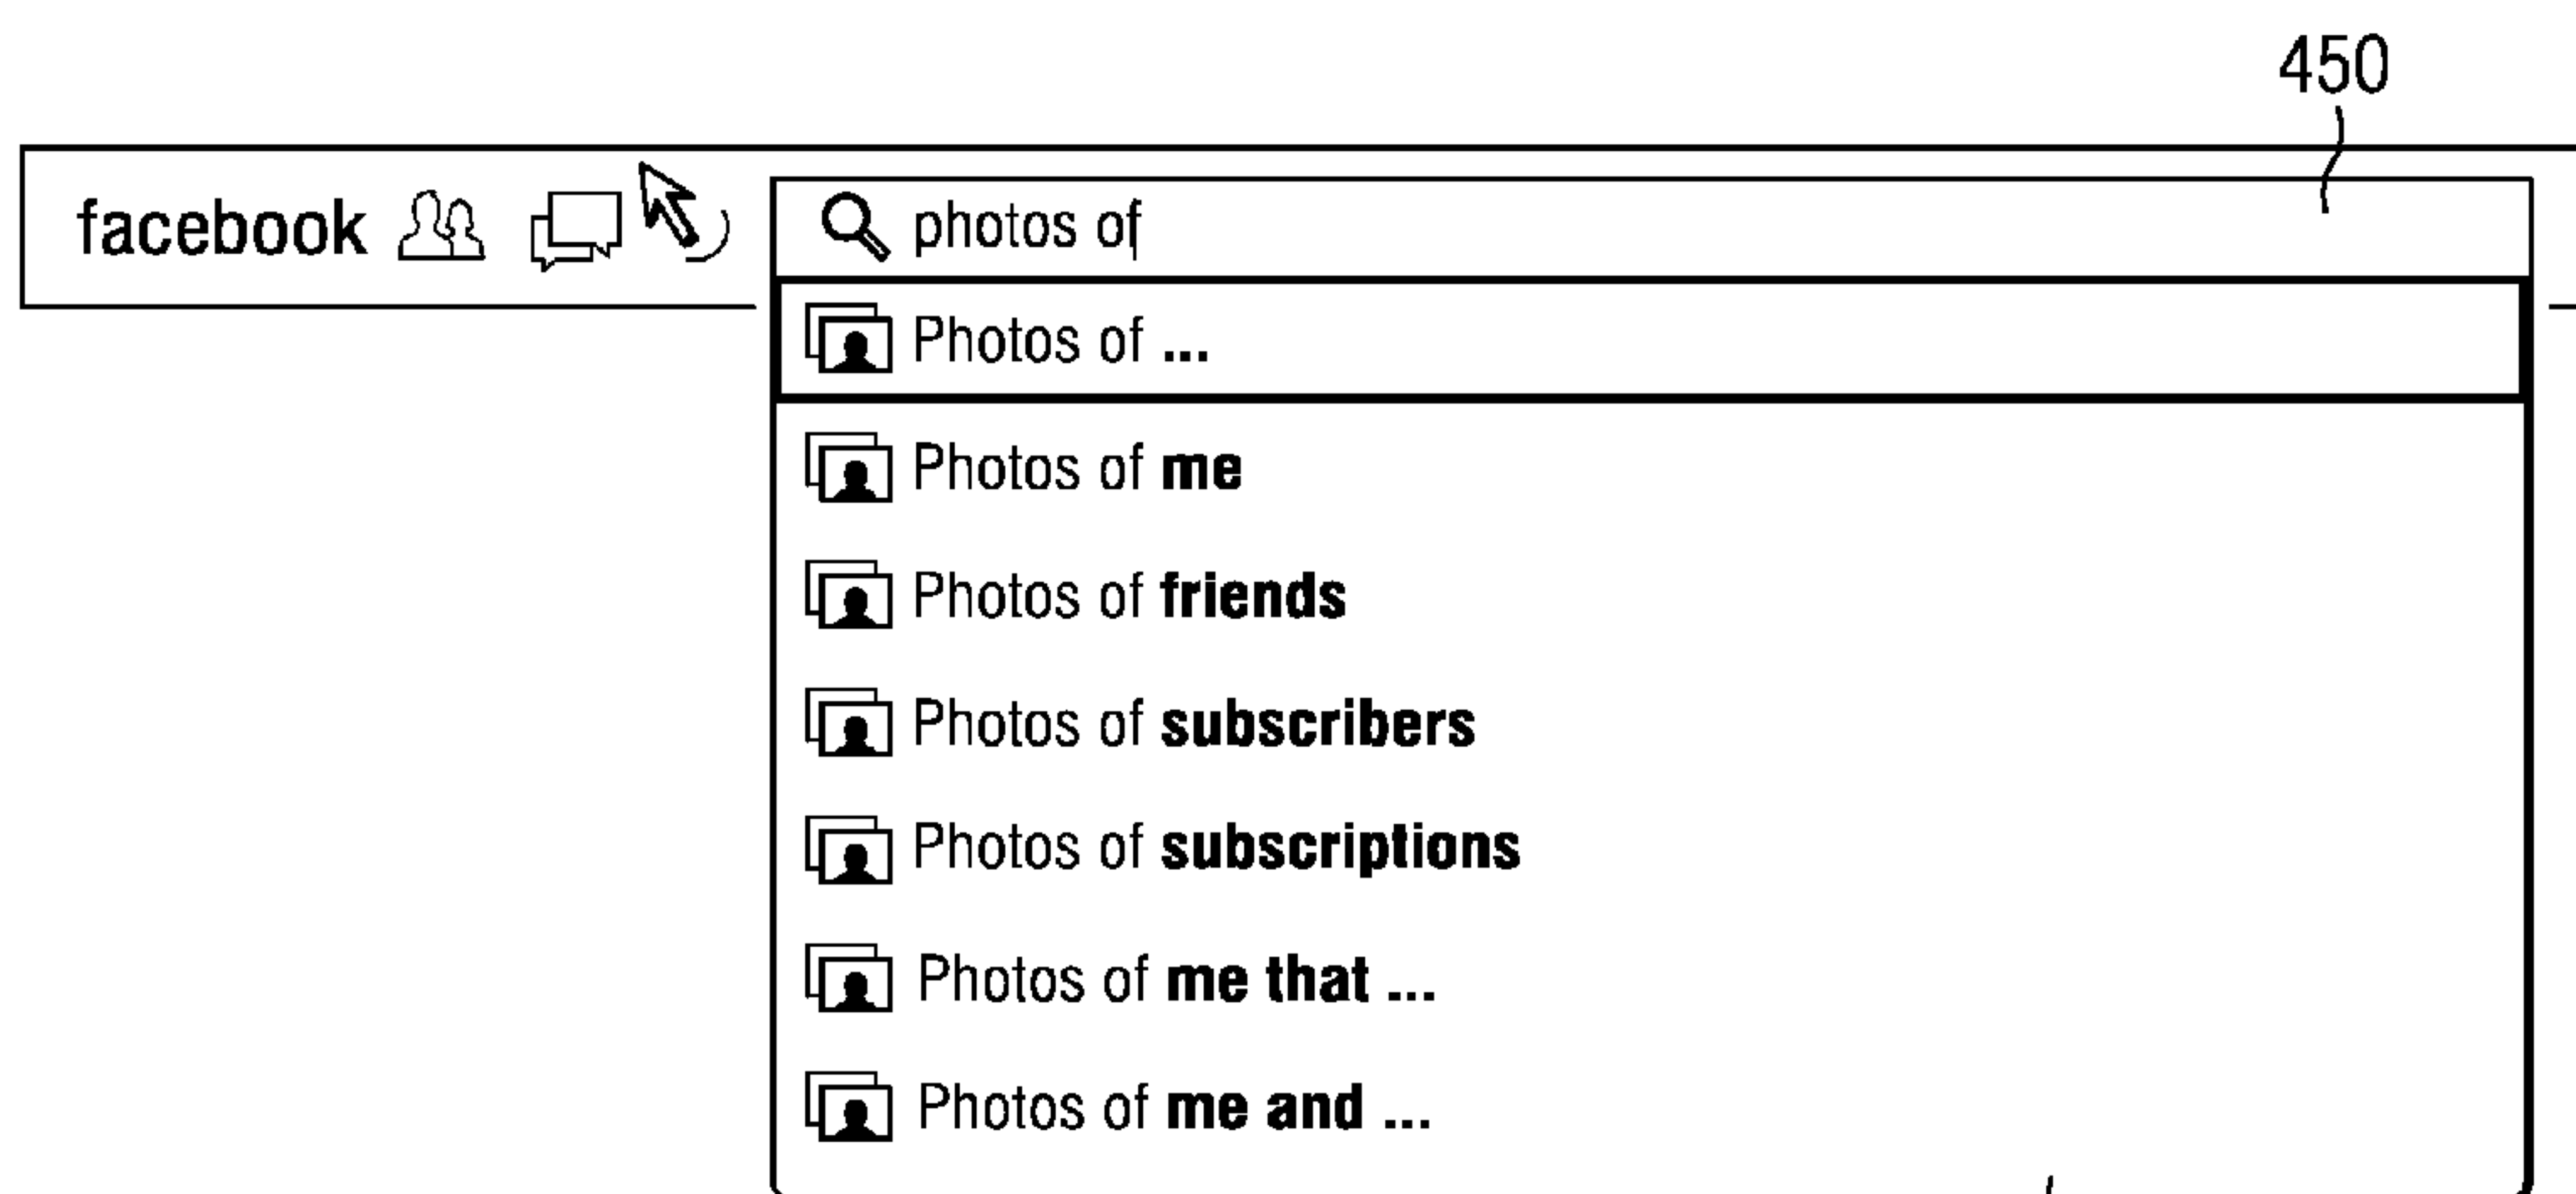 450
facebook photos of
Photos of ...
Photos of me
Photos of friends
Photos of subscribers
Photos of subscriptions
Photos of me that ...
Photos of me and ...